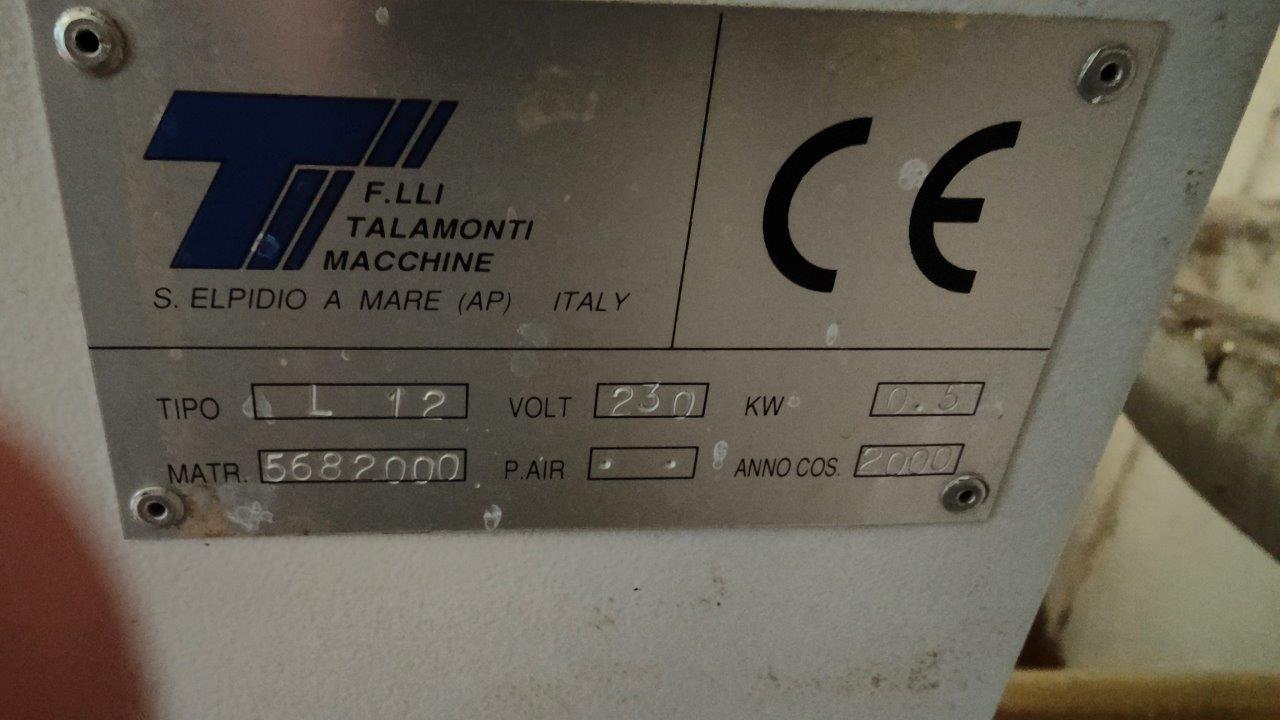 F.LLI
TALAMONTI
MACCHINE
S. ELPIDIO A MARE (AP) ITALY
CE
TIPO L 12 VOLT 230 KW 0.5
MATR. 5682000 P.AIR - - ANNO COS. 2000